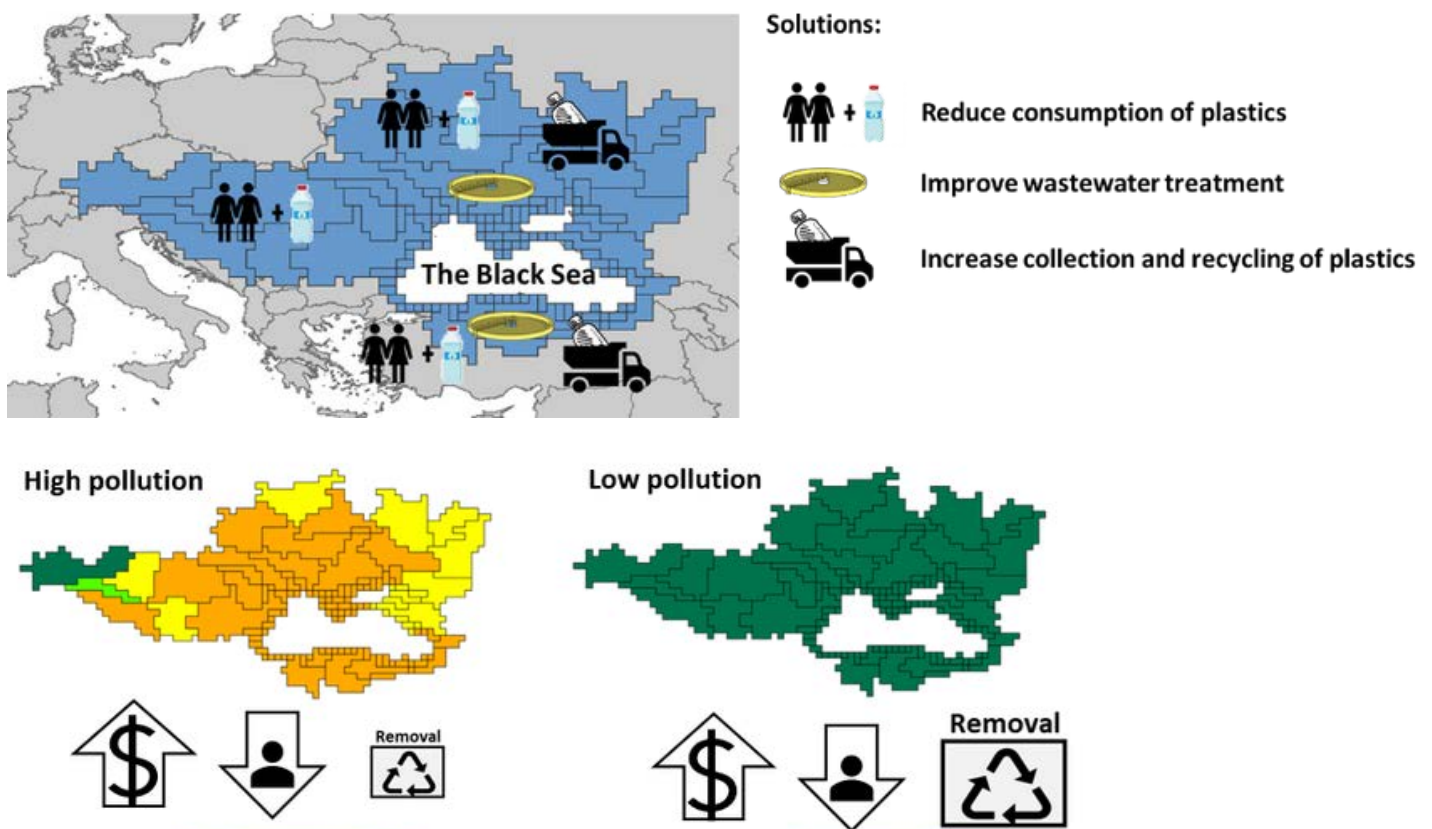 Solutions:
Reduce consumption of plastics
Improve wastewater treatment
Increase collection and recycling of plastics
The Black Sea
High pollution
Low pollution
Removal
Removal